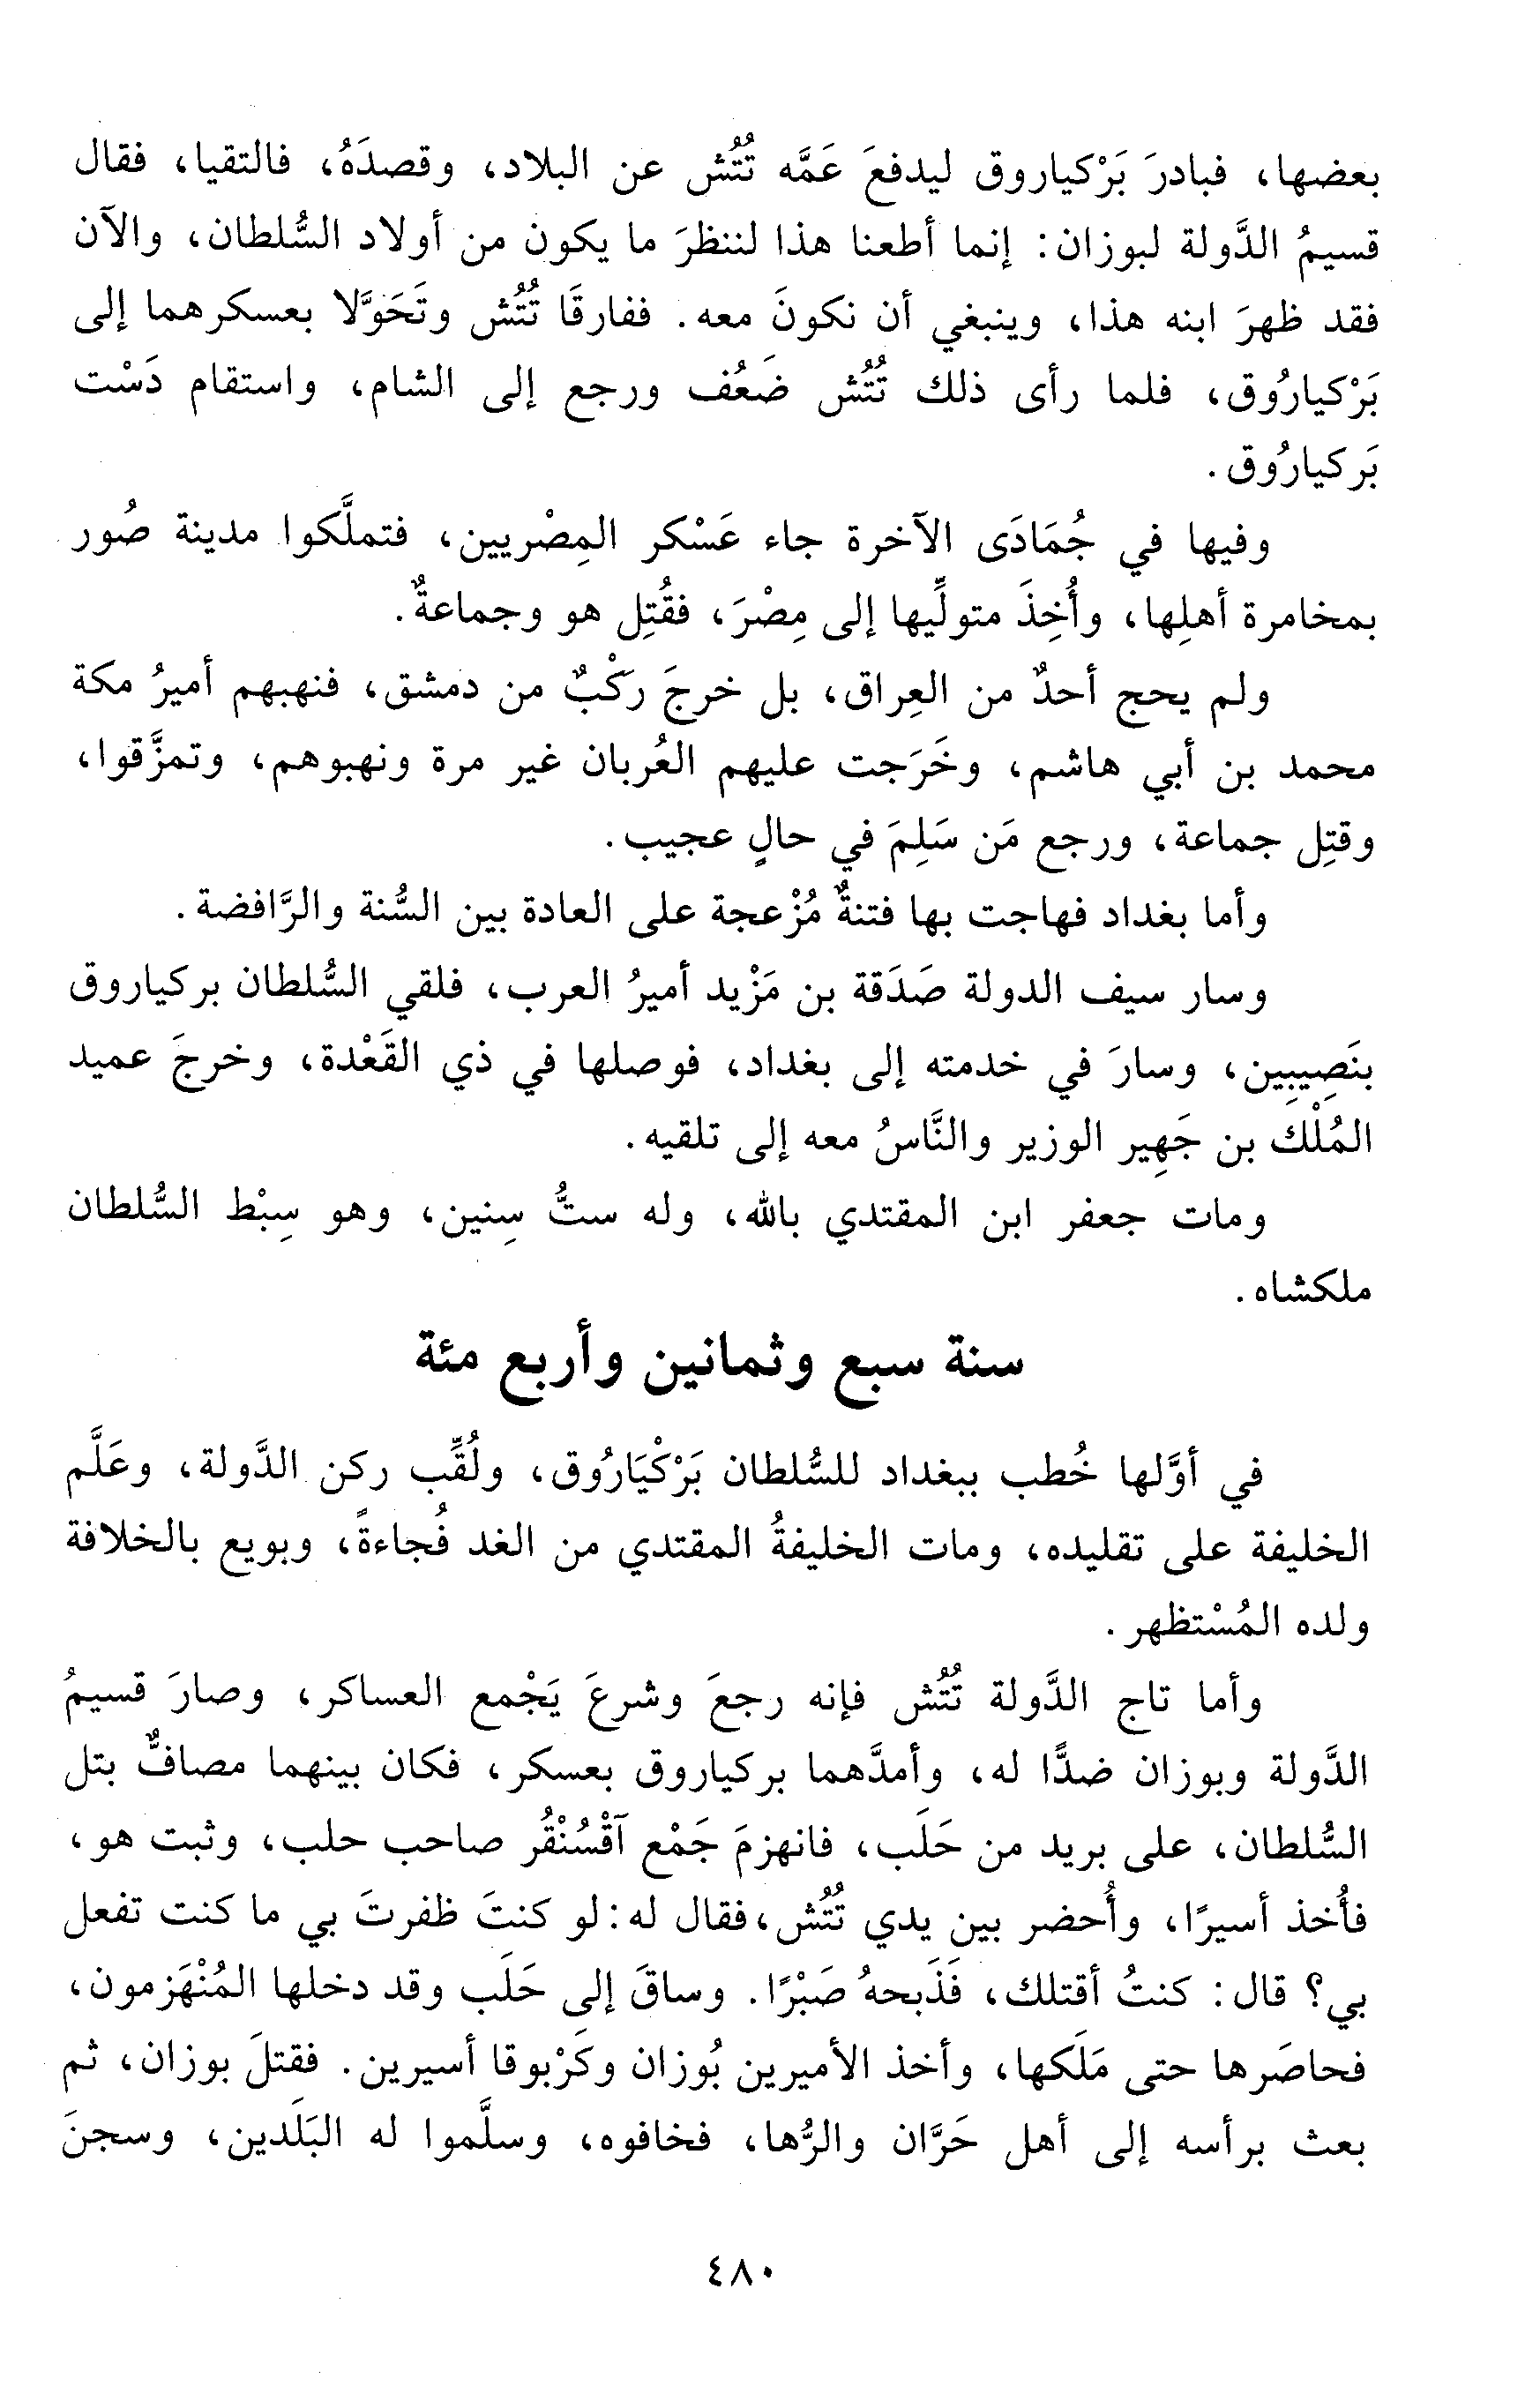 بعضها، فبادرَ بَرْكياروق ليدفعَ عَمَّه تُتُش عن البلاد، وقصدَهُ، فالتقيا، فقال
قسيمُ الدَّولة لبوزان: إنما أطعنا هذا لننظرَ ما يكون من أولاد السُّلطان، والآن
فقد ظهرَ ابنه هذا، وينبغي أن نكونَ معه. ففارقَا تُتُش وتَحَوَّلا بعسكرهما إلى
بَرْكيارُوق، فلما رأى ذلك تُتُش ضَعُف ورجع إلى الشام، واستقام دَسْت
بَركيارُوق.
وفيها في جُمَادَى الآخرة جاء عَسْكر المِصْريين، فتملَّكوا مدينة صُور
بمخامرة أهلِها، وأُخِذَ متولِّيها إلى مِصْرَ، فقُتِل هو وجماعةٌ.
ولم يحج أحدٌ من العِراق، بل خرجَ رَكْبٌ من دمشق، فنهبهم أميرُ مكة
محمد بن أبي هاشم، وخَرَجت عليهم العُربان غير مرة ونهبوهم، وتمزَّقوا،
وقتِل جماعة، ورجع مَن سَلِمَ في حالٍ عجيب.
وأما بغداد فهاجت بها فتنةٌ مُزْعجة على العادة بين السُّنة والرَّافضة.
وسار سيف الدولة صَدَقة بن مَزْيد أميرُ العرب، فلقي السُّلطان بركياروق
بنَصِيبِين، وسارَ في خدمته إلى بغداد، فوصلها في ذي القَعْدة، وخرجَ عميد
المُلْك بن جَهِير الوزير والنَّاسُ معه إلى تلقيه.
ومات جعفر ابن المقتدي بالله، وله ستُّ سِنين، وهو سِبْط السُّلطان
ملكشاه.
سنة سبع وثمانين وأربع مئة
في أوَّلها خُطب ببغداد للسُّلطان بَرْكْيَارُوق، ولُقِّب ركن الدَّولة، وعَلَّم
الخليفة على تقليده، ومات الخليفةُ المقتدي من الغد فُجاءةً، وبويع بالخلافة
ولده المُسْتظهر.
وأما تاج الدَّولة تُتُش فإنه رجعَ وشرعَ يَجْمع العساكر، وصارَ قسيمُ
الدَّولة وبوزان ضدًّا له، وأمدَّهما بركياروق بعسكر، فكان بينهما مصافٌّ بتل
السُّلطان، على بريد من حَلَب، فانهزمَ جَمْع آقْسُنْقُر صاحب حلب، وثبت هو،
فأُخذ أسيرًا، وأُحضر بين يدي تُتُش،فقال له:لو كنتَ ظفرتَ بي ما كنت تفعل
بي؟ قال: كنتُ أقتلك، فَذَبحهُ صَبْرًا. وساقَ إلى حَلَب وقد دخلها المُنْهَزمون،
فحاصَرها حتى مَلَكها، وأخذ الأميرين بُوزان وكَرْبوقا أسيرين. فقتلَ بوزان، ثم
بعث برأسه إلى أهل حَرَّان والرُّها، فخافوه، وسلَّموا له البَلَدين، وسجنَ
٤٨٠